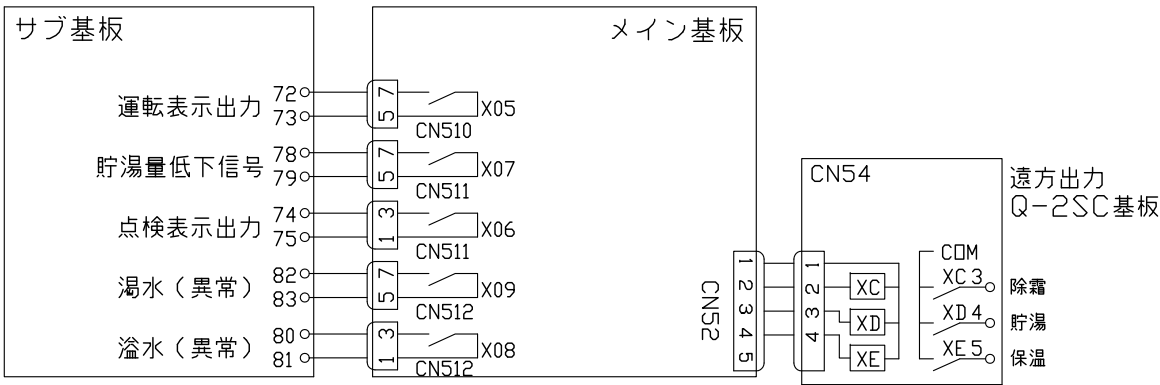 サブ基板
メイン基板
運転表示出力 72 73 7 5 X05
CN510
貯湯量低下信号 78 79 7 5 X07
CN511
点検表示出力 74 75 3 1 X06
CN511
渇水（異常） 82 83 7 5 X09
CN512
溢水（異常） 80 81 3 1 X08
CN512
CN52
1 2 3 4 5
CN54
1 2 3 4
XC
XD
XE
COM
XC 3 除霜
XD 4 貯湯
XE 5 保温
遠方出力
Q-2SC基板